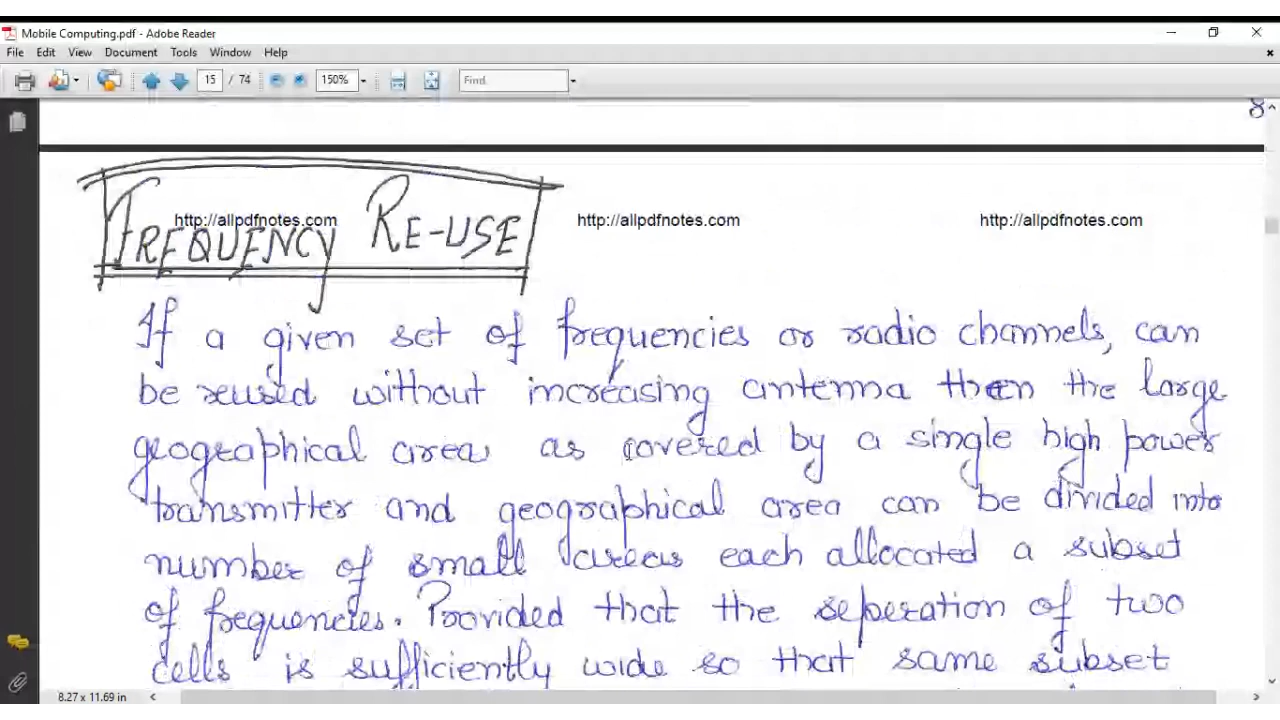 Mobile Computing.pdf - Adobe Reader
File Edit View Document Tools Window Help
15 / 74 150% Find
8
FREQUENCY RE-USE
http://allpdfnotes.com http://allpdfnotes.com http://allpdfnotes.com
If a given set of frequencies or radio channels, can
be reused without increasing antenna then the large
geographical area as covered by a single high power
transmitter and geographical area can be divided into
number of small areas each allocated a subset
of frequencies. Provided that the seperation of two
cells is sufficiently wide so that same subset
8.27 x 11.69 in